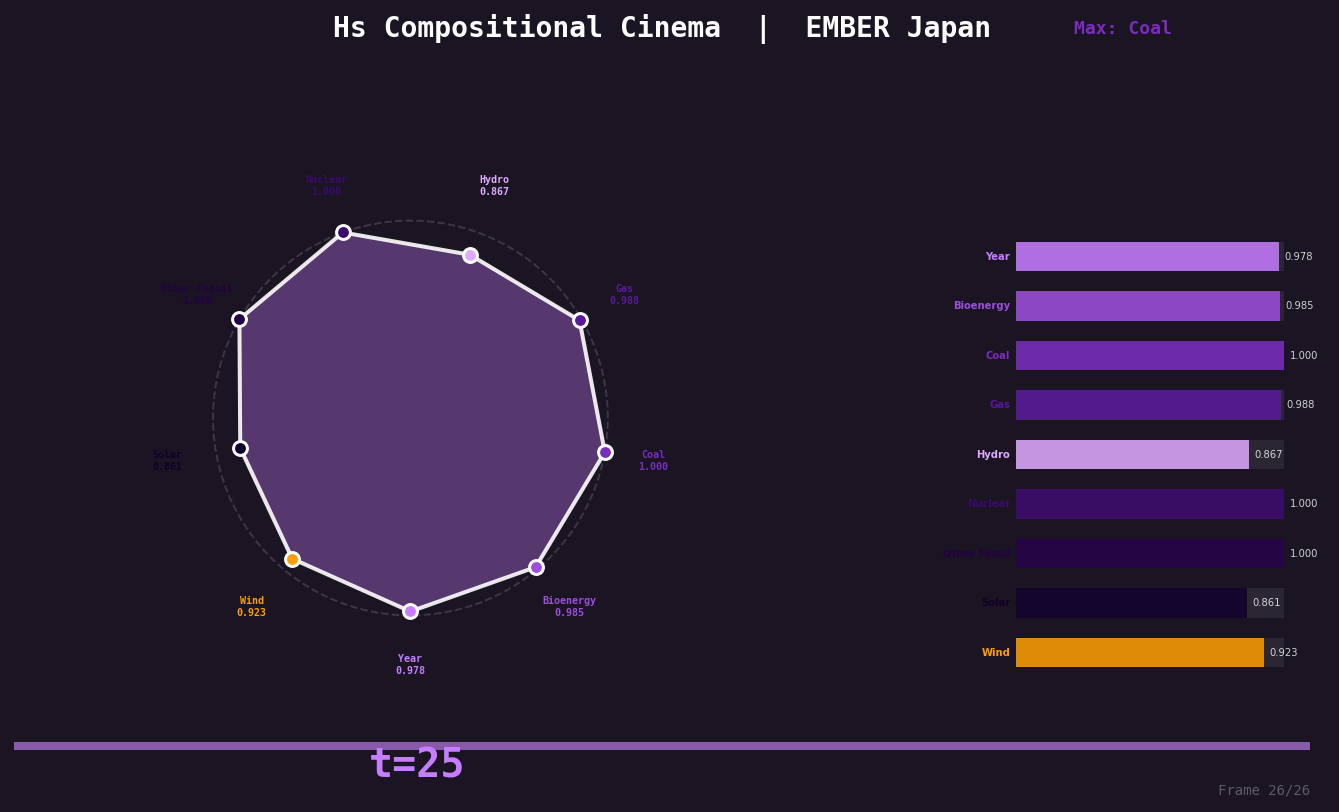 Hs Compositional Cinema | EMBER Japan
Max: Coal
Nuclear
1.000
Hydro
0.867
Other Fossil
1.000
Gas
0.988
Solar
0.861
Coal
1.000
Wind
0.923
Bioenergy
0.985
Year
0.978
Year 0.978
Bioenergy 0.985
Coal 1.000
Gas 0.988
Hydro 0.867
Nuclear 1.000
Other Fossil 1.000
Solar 0.861
Wind 0.923
t=25
Frame 26/26